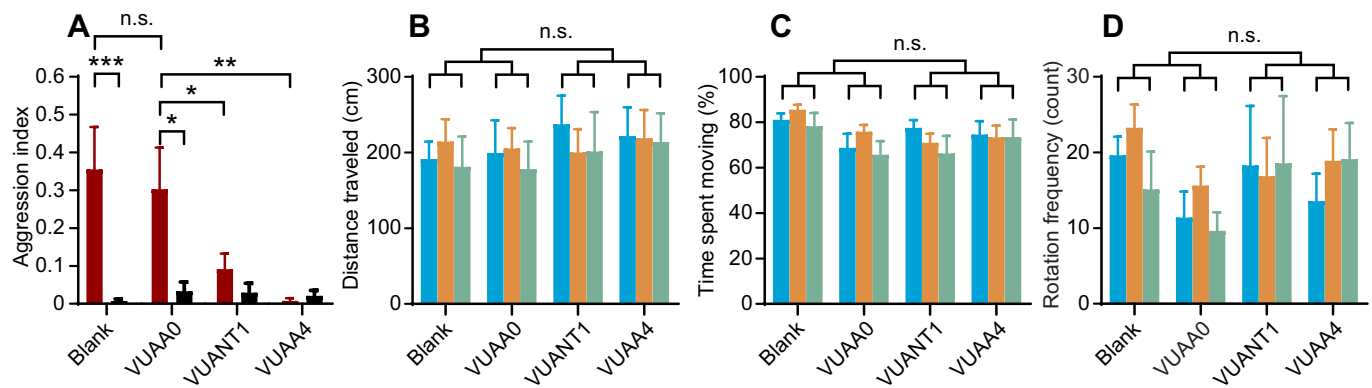 A
n.s.
***
**
*
*
Aggression index
0.6
0.5
0.4
0.3
0.2
0.1
0
Blank
VUAA0
VUANT1
VUAA4
B
n.s.
Distance traveled (cm)
300
200
100
0
Blank
VUAA0
VUANT1
VUAA4
C
n.s.
Time spent moving (%)
100
80
60
40
20
0
Blank
VUAA0
VUANT1
VUAA4
D
n.s.
Rotation frequency (count)
30
20
10
0
Blank
VUAA0
VUANT1
VUAA4